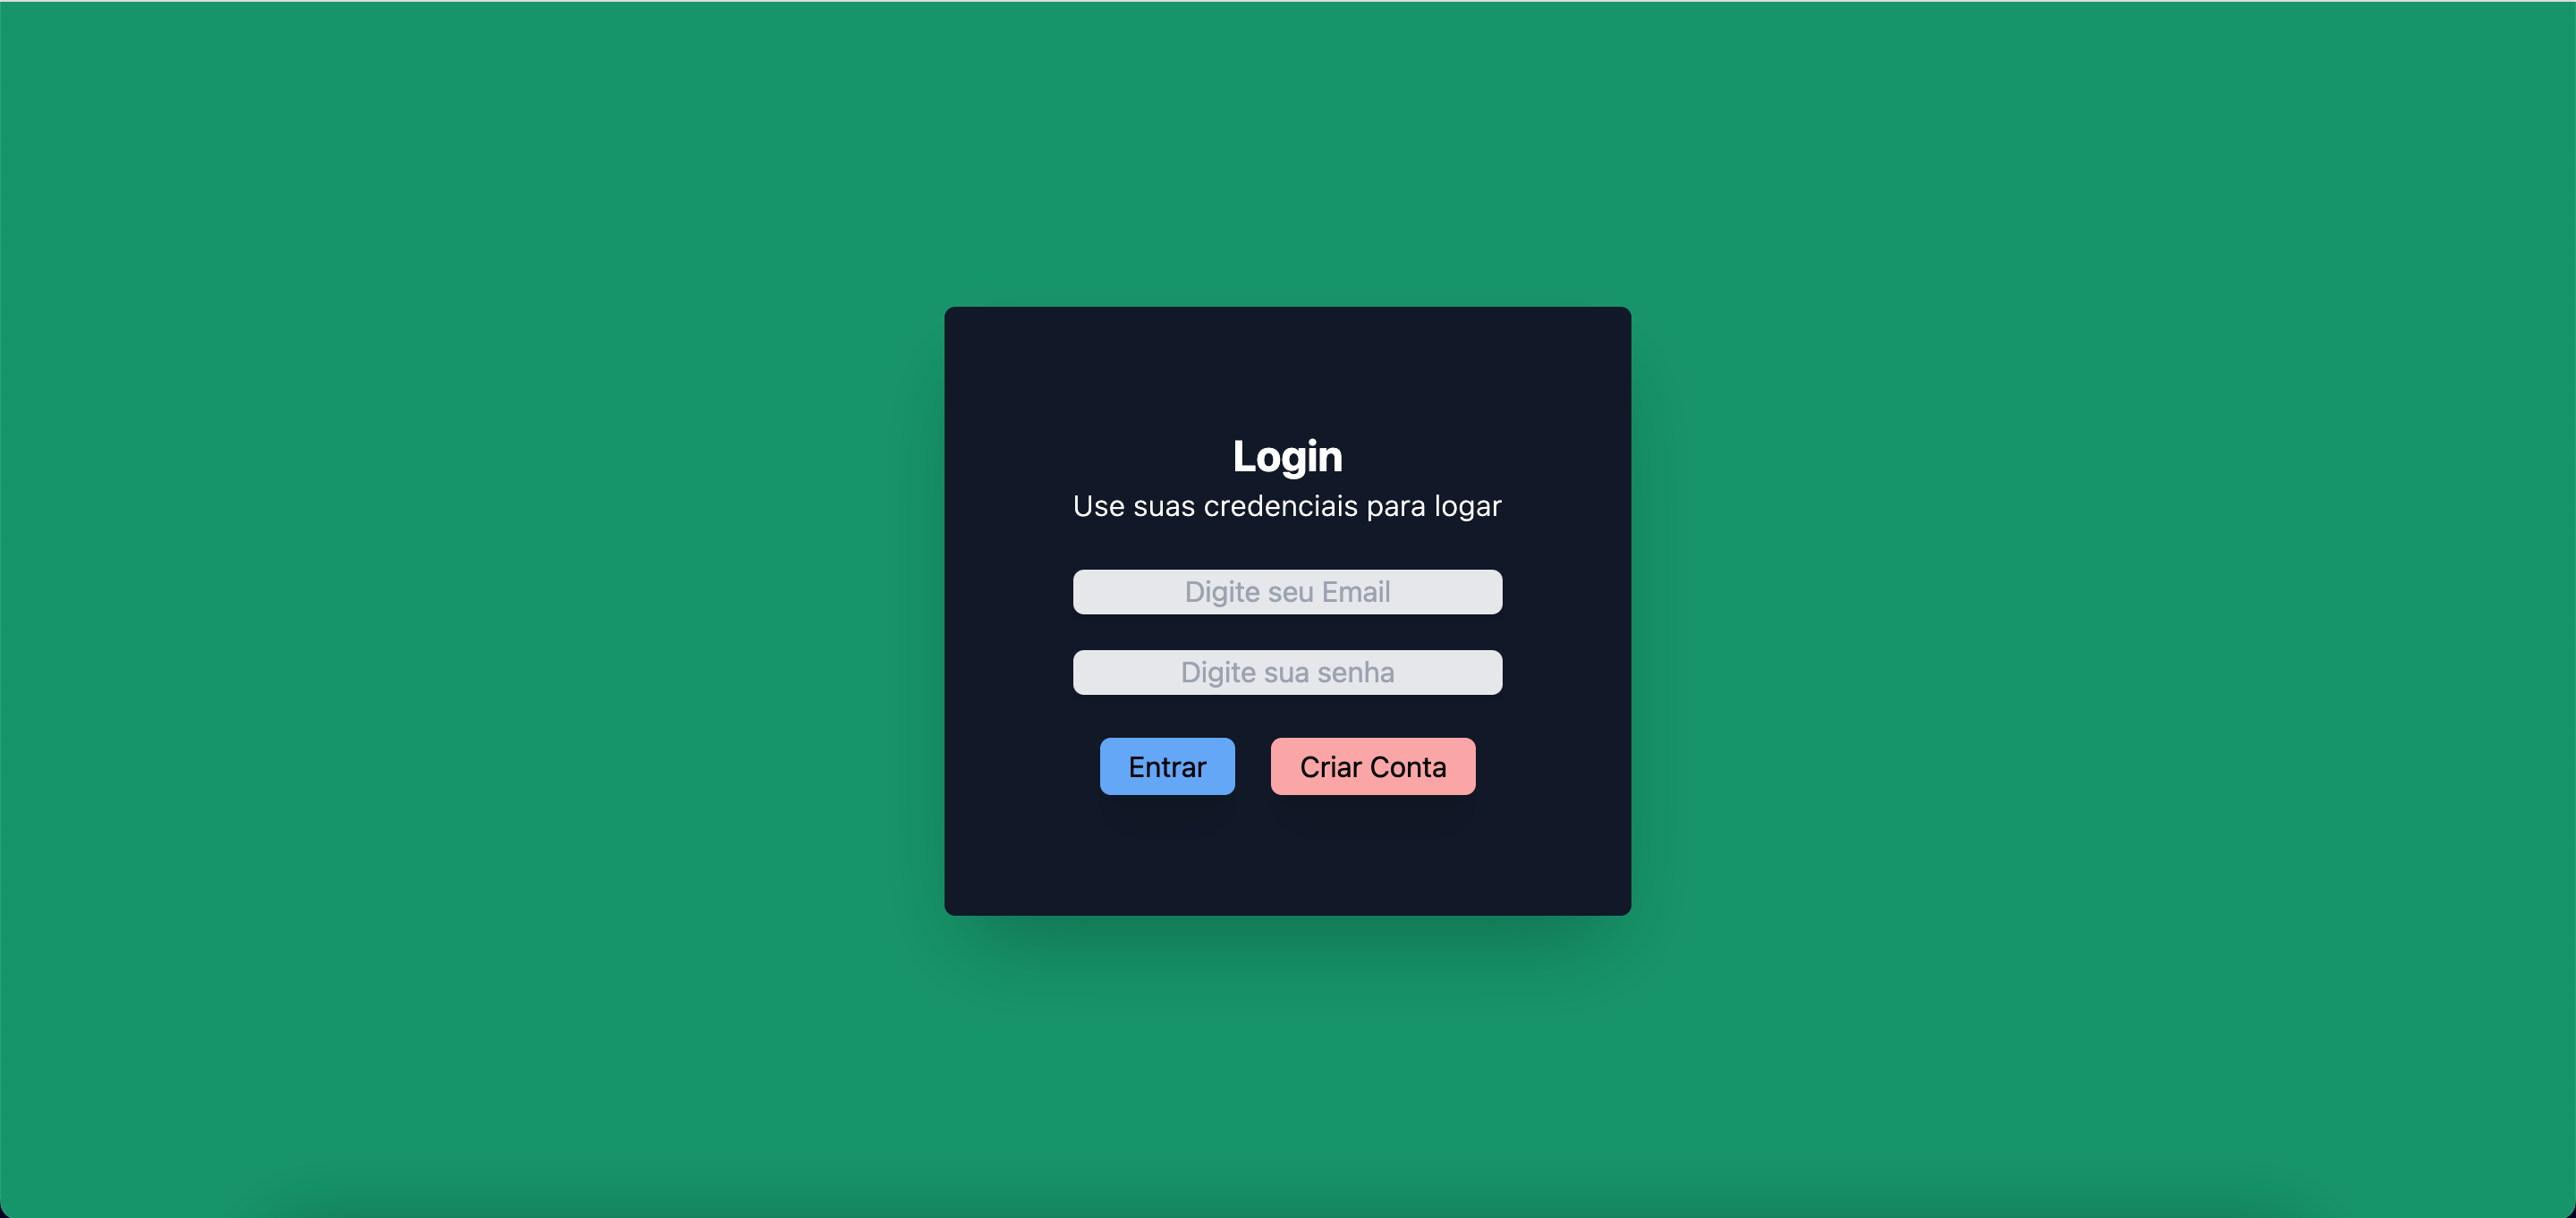 Login
Use suas credenciais para logar
Digite seu Email
Digite sua senha
Entrar
Criar Conta